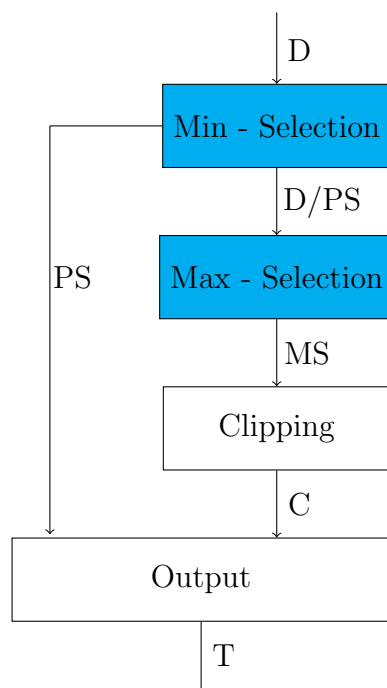 D
Min - Selection
D/PS
PS
Max - Selection
MS
Clipping
C
Output
T